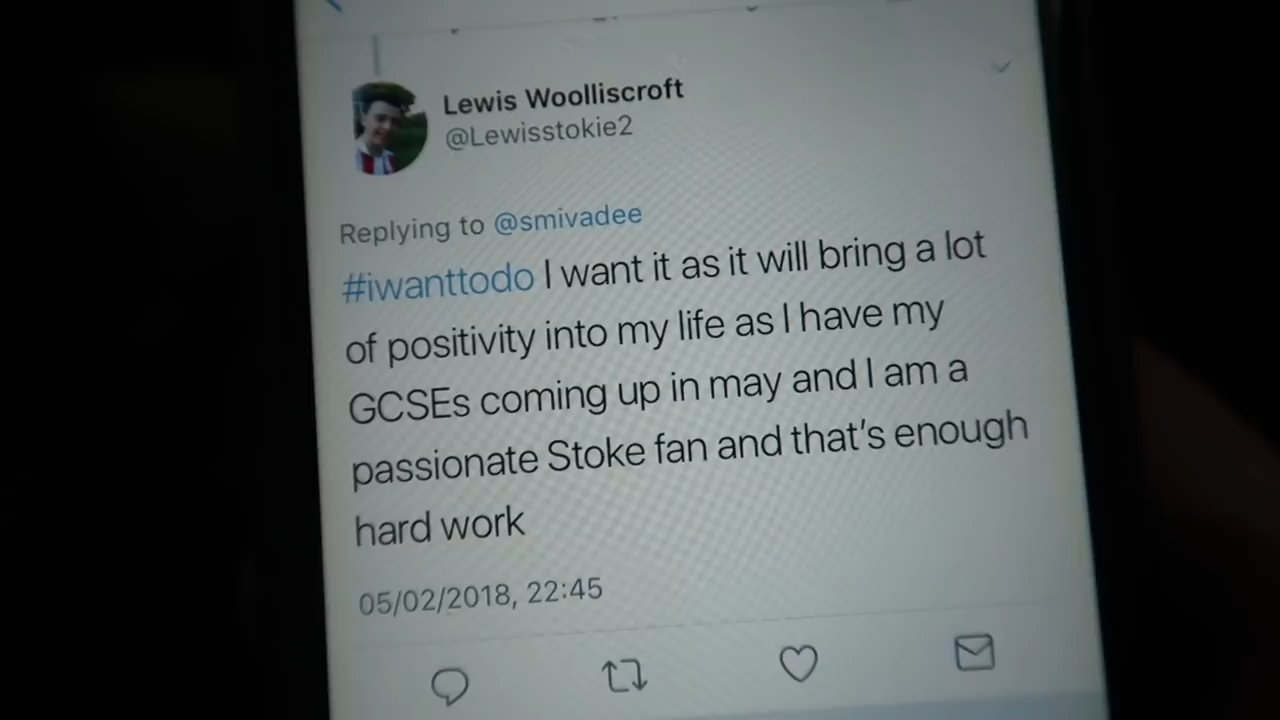 Lewis Woolliscroft
@Lewisstokie2
Replying to @smivadee
#iwanttodo I want it as it will bring a lot
of positivity into my life as I have my
GCSEs coming up in may and I am a
passionate Stoke fan and that's enough
hard work
05/02/2018, 22:45